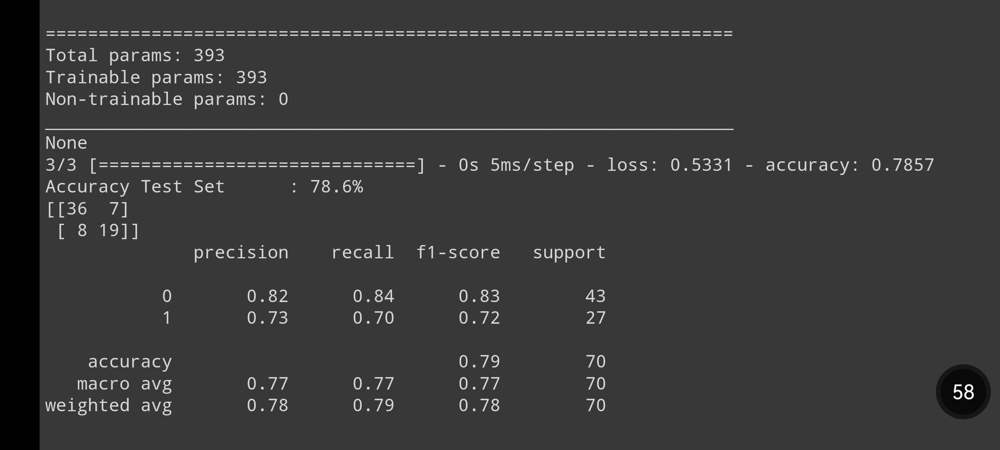 =================================================================
Total params: 393
Trainable params: 393
Non-trainable params: 0
_________________________________________________________________
None
3/3 [==============================] - 0s 5ms/step - loss: 0.5331 - accuracy: 0.7857
Accuracy Test Set      : 78.6%
[[36  7]
 [ 8 19]]
              precision    recall  f1-score   support

           0       0.82      0.84      0.83        43
           1       0.73      0.70      0.72        27

    accuracy                           0.79        70
   macro avg       0.77      0.77      0.77        70
weighted avg       0.78      0.79      0.78        70
58